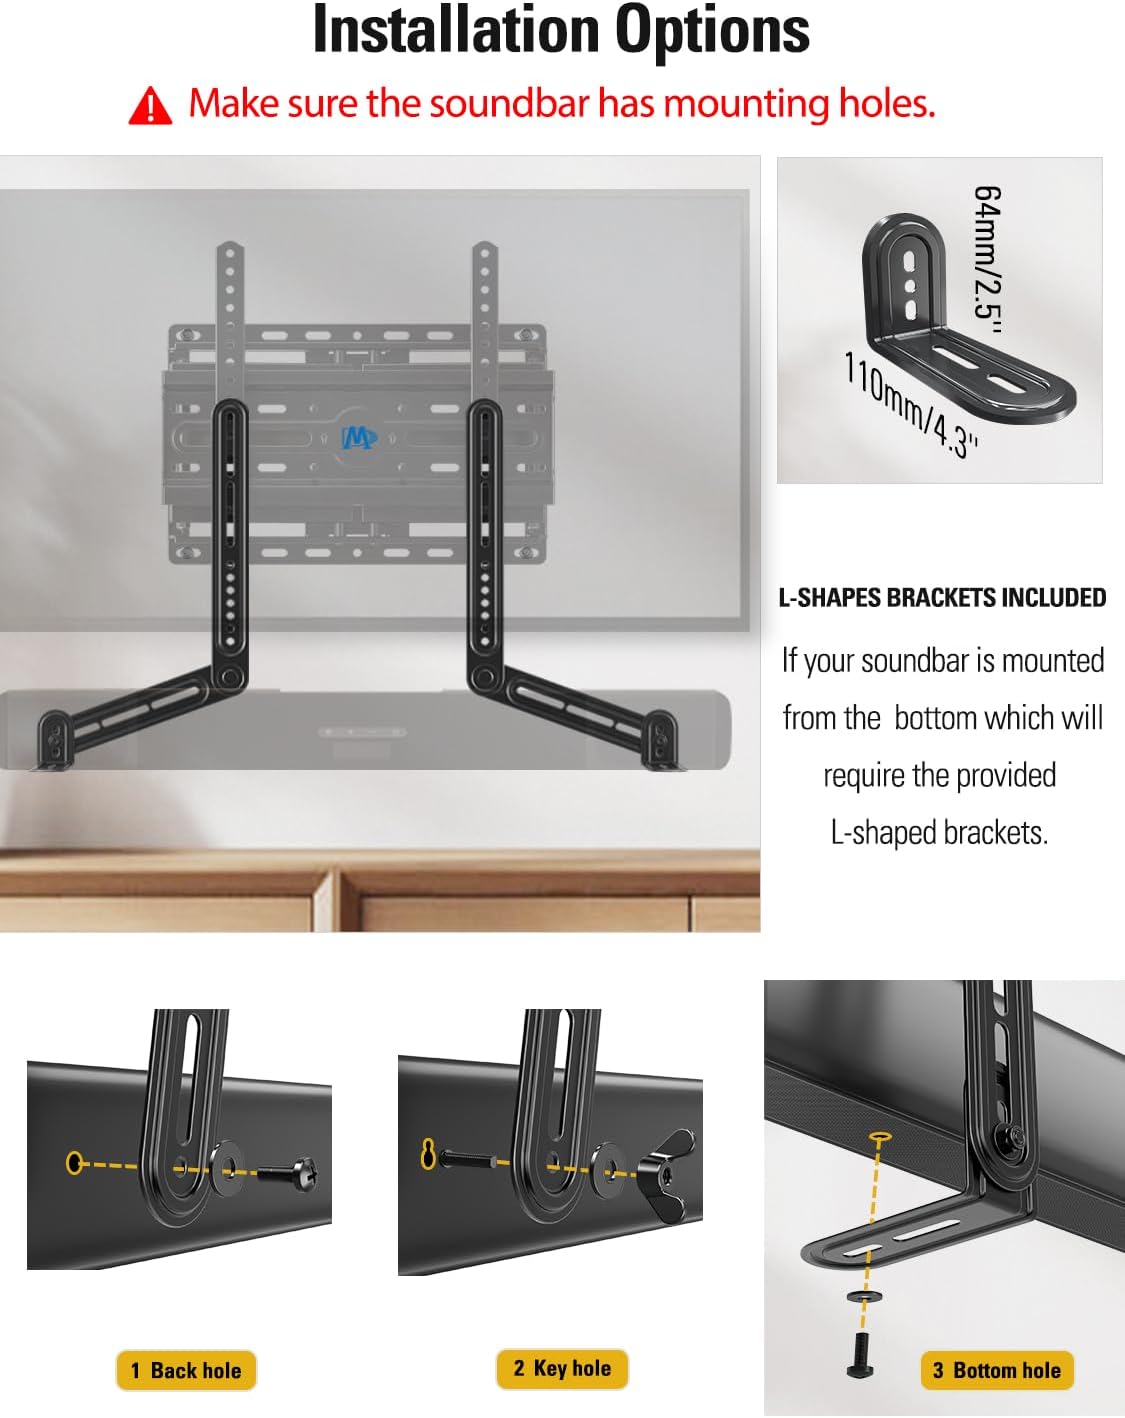 Installation Options
Make sure the soundbar has mounting holes.
64mm/2.5"
110mm/4.3"
L-SHAPES BRACKETS INCLUDED
If your soundbar is mounted
from the bottom which will
require the provided
L-shaped brackets.
1 Back hole
2 Key hole
3 Bottom hole